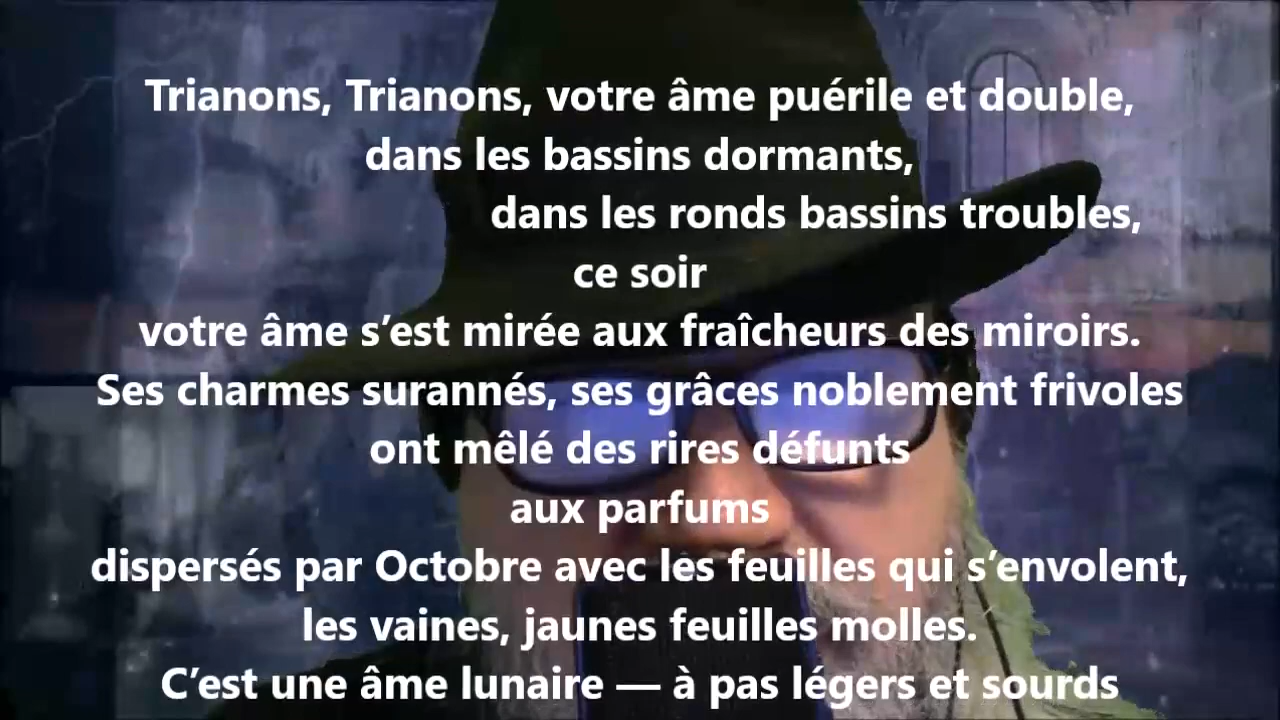 Trianons, Trianons, votre âme puérile et double,
dans les bassins dormants,
dans les ronds bassins troubles,
ce soir
votre âme s’est mirée aux fraîcheurs des miroirs.
Ses charmes surannés, ses grâces noblement frivoles
ont mêlé des rires défunts
aux parfums
dispersés par Octobre avec les feuilles qui s’envolent,
les vaines, jaunes feuilles molles.
C’est une âme lunaire — à pas légers et sourds